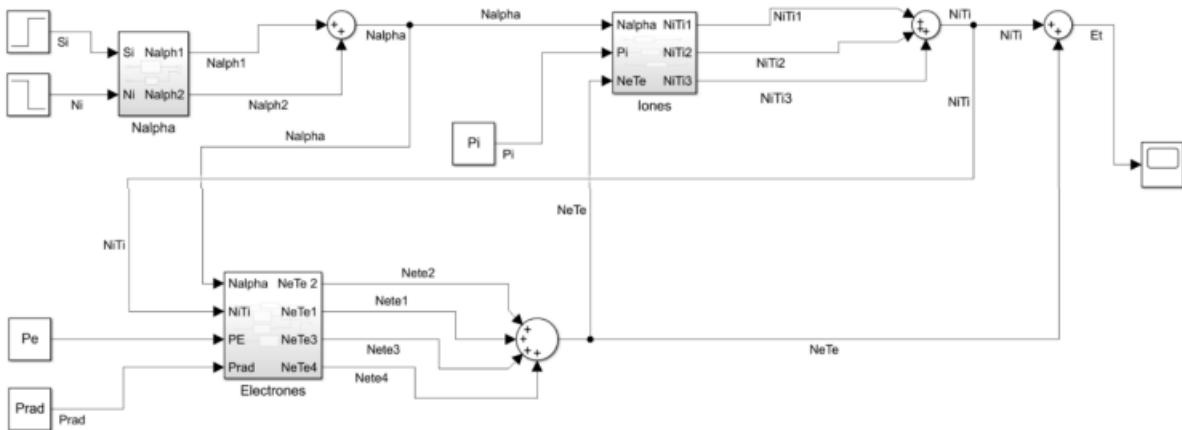 Nalpha
Nalpha
NiTi1
NiTi
NiTi
Si
Si
Nalph1
Nalph1
Nalpha
Nalpha
NiTi1
Et
Pi
NiTi2
NiTi2
Ni
Ni
Nalph2
Nalph2
NeTe
NiTi3
NiTi3
NiTi
Nalpha
Iones
Nalpha
Pi
Pi
NeTe
NiTi
Nalpha
NeTe 2
Nete2
NiTi
NeTe1
Nete1
Pe
PE
NeTe3
Nete3
NeTe
Prad
NeTe4
Nete4
Electrones
Prad
Prad